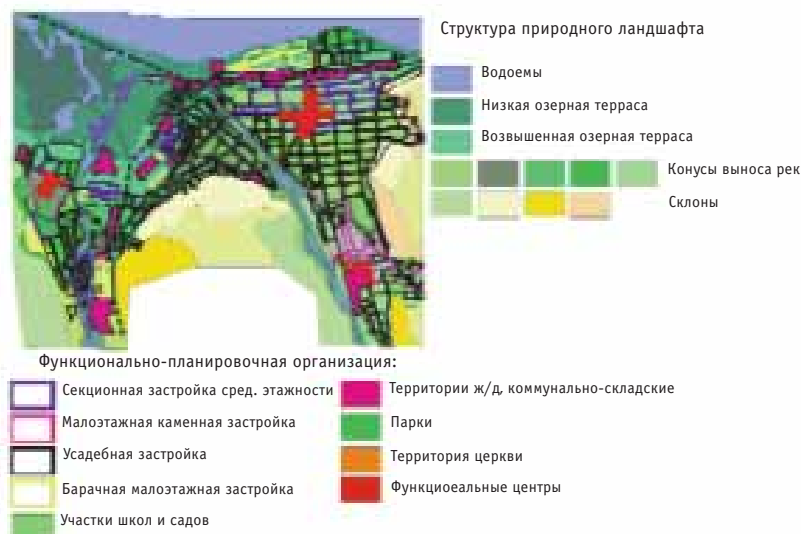 Структура природного ландшафта
Водоемы
Низкая озерная терраса
Возвышенная озерная терраса
Конусы выноса рек
Склоны
Функционально-планировочная организация:
Секционная застройка сред. этажности
Малоэтажная каменная застройка
Усадебная застройка
Барачная малоэтажная застройка
Участки школ и садов
Территории ж/д, коммунально-складские
Парки
Территория церкви
Функциоеальные центры